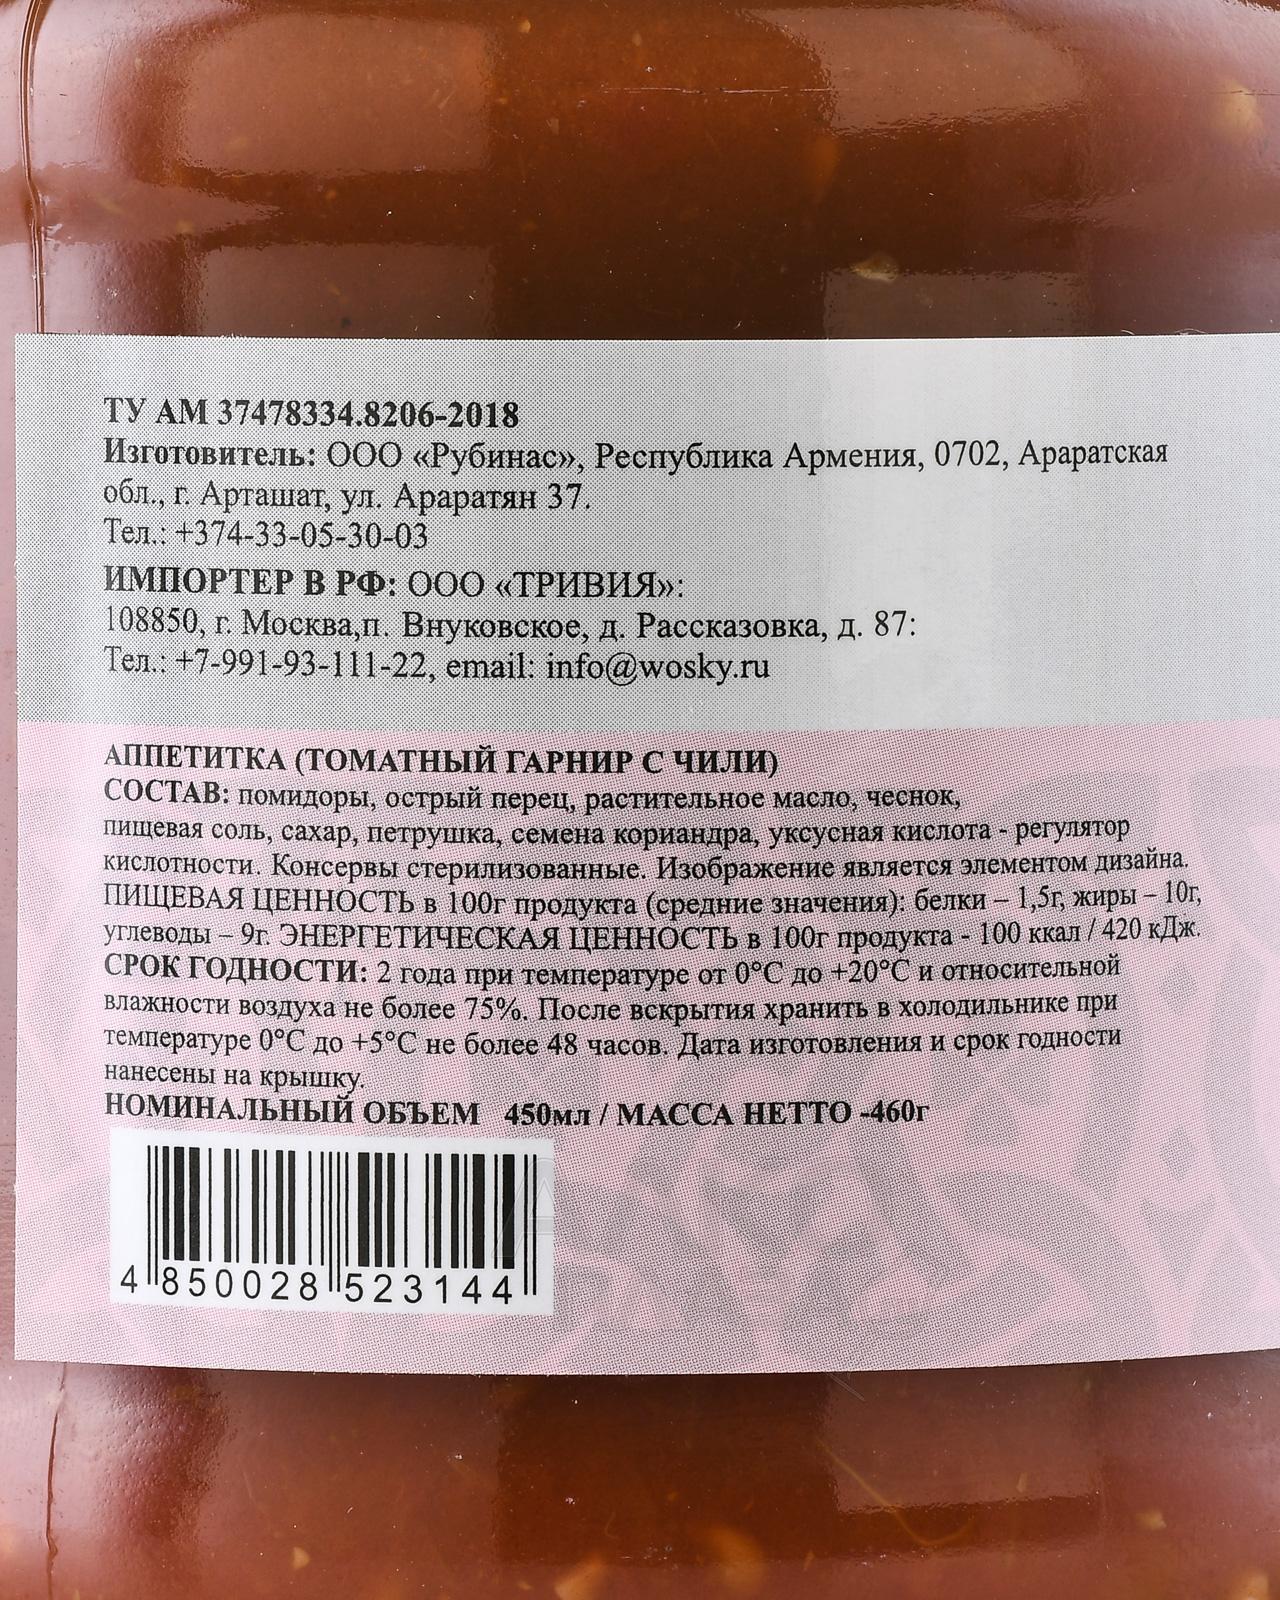 ТУ АМ 37478334.8206-2018
Изготовитель: ООО «Рубинас», Республика Армения, 0702, Араратская
обл., г. Арташат, ул. Араратян 37.
Тел.: +374-33-05-30-03
ИМПОРТЕР В РФ: ООО «ТРИВИЯ»:
108850, г. Москва,п. Внуковское, д. Рассказовка, д. 87:
Тел.: +7-991-93-111-22, email: info@wosky.ru
АППЕТИТКА (ТОМАТНЫЙ ГАРНИР С ЧИЛИ)
СОСТАВ: помидоры, острый перец, растительное масло, чеснок,
пищевая соль, сахар, петрушка, семена кориандра, уксусная кислота - регулятор
кислотности. Консервы стерилизованные. Изображение является элементом дизайна.
ПИЩЕВАЯ ЦЕННОСТЬ в 100г продукта (средние значения): белки – 1,5г, жиры – 10г,
углеводы – 9г. ЭНЕРГЕТИЧЕСКАЯ ЦЕННОСТЬ в 100г продукта - 100 ккал / 420 кДж.
СРОК ГОДНОСТИ: 2 года при температуре от 0°С до +20°С и относительной
влажности воздуха не более 75%. После вскрытия хранить в холодильнике при
температуре 0°С до +5°С не более 48 часов. Дата изготовления и срок годности
нанесены на крышку.
НОМИНАЛЬНЫЙ ОБЪЕМ 450мл / МАССА НЕТТО -460г
4 850028 523144